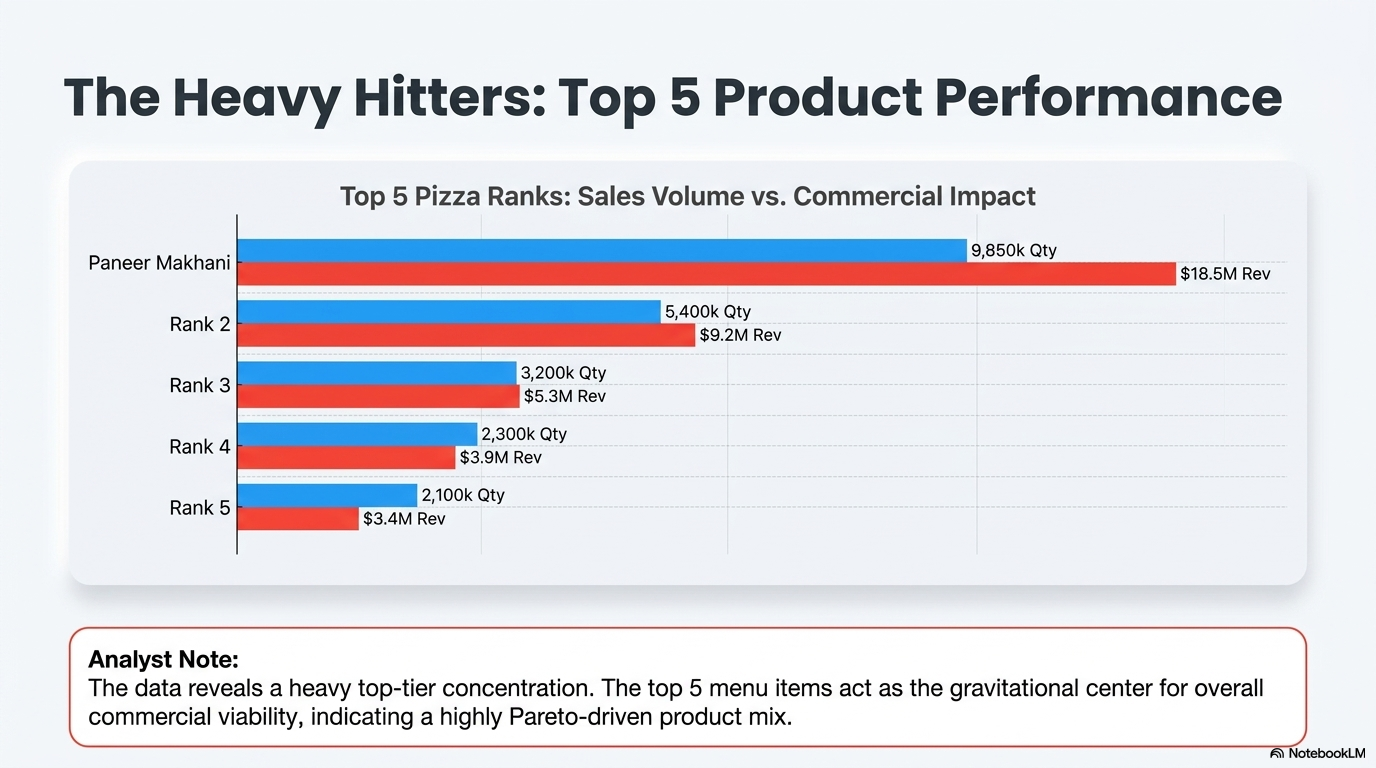 The Heavy Hitters: Top 5 Product Performance
Top 5 Pizza Ranks: Sales Volume vs. Commercial Impact
Paneer Makhani
9,850k Qty
$18.5M Rev
Rank 2
5,400k Qty
$9.2M Rev
Rank 3
3,200k Qty
$5.3M Rev
Rank 4
2,300k Qty
$3.9M Rev
Rank 5
2,100k Qty
$3.4M Rev
Analyst Note:
The data reveals a heavy top-tier concentration. The top 5 menu items act as the gravitational center for overall
commercial viability, indicating a highly Pareto-driven product mix.
NotebookLM